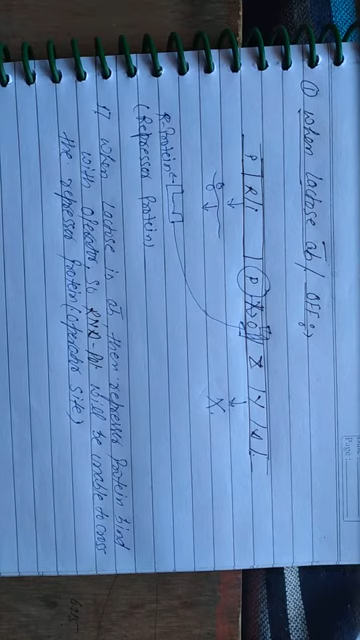 ① When Lactose ab/ OFF :)
P R/i P O Z Y a
X
R-Protein
(Repressor Protein)
If when Lactose is ab, then repressor Protein bind
with operator, So RNA-pol will be unable to cross
the repressor protein (operator site)